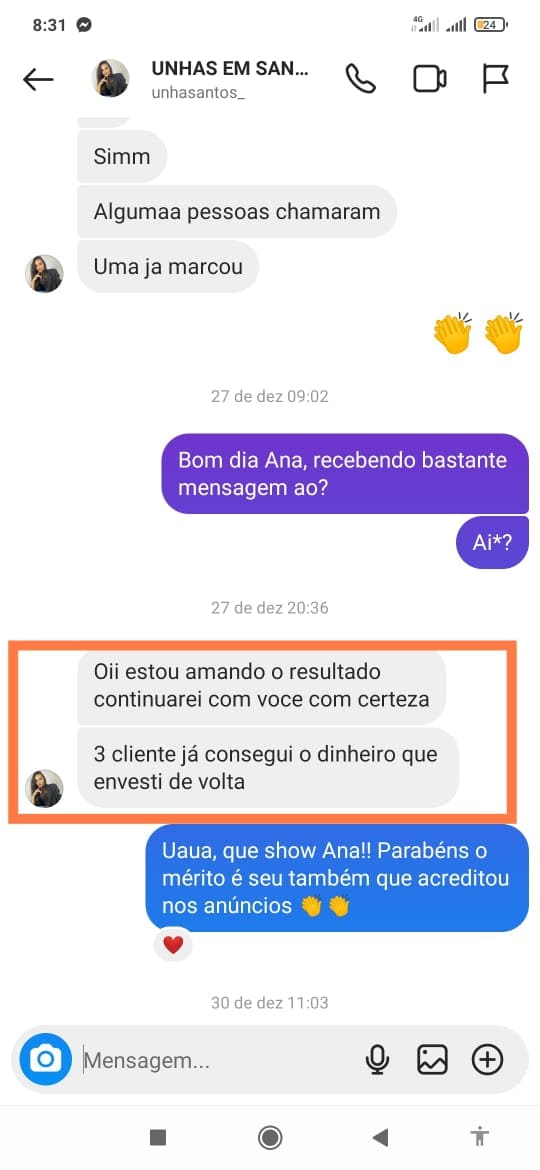 8:31
4G
24
UNHAS EM SAN...
unhasantos_
Simm
Algumaa pessoas chamaram
Uma ja marcou
27 de dez 09:02
Bom dia Ana, recebendo bastante
mensagem ao?
Ai*?
27 de dez 20:36
Oii estou amando o resultado
continuarei com voce com certeza
3 cliente já consegui o dinheiro que
envesti de volta
Uaua, que show Ana!! Parabéns o
mérito é seu também que acreditou
nos anúncios
30 de dez 11:03
Mensagem...